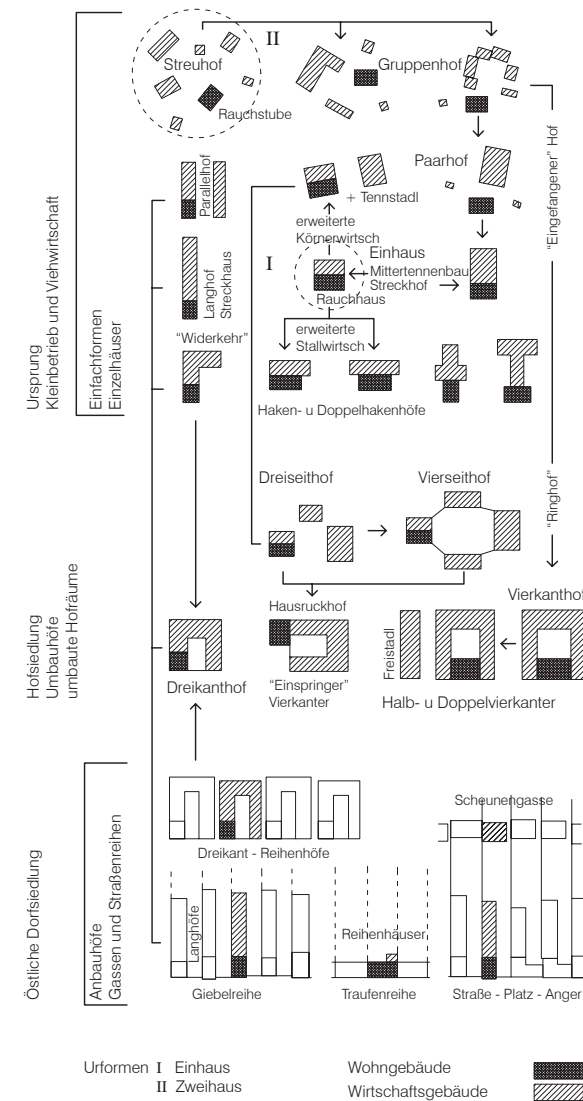 II
Streuhof
Rauchstube
Gruppenhof
Parallelhof
Paarhof
+ Tennstadl
"Eingefangener" Hof
erweiterte
Körnerwirtsch
I
Einhaus
Mittertennenbau
Streckhof
Rauchhaus
Langhof
Streckhaus
"Widerkehr"
erweiterte
Stallwirtsch
Haken- u Doppelhakenhöfe
Ursprung
Kleinbetrieb und Viehwirtschaft
Einfachformen
Einzelhäuser
Dreiseithof
Vierseithof
"Ringhof"
Hofsiedlung
Umbauhöfe
umbaute Hofräume
Dreikanthof
Hausruckhof
"Einspringer"
Vierkanter
Freistadl
Vierkanthof
Halb- u Doppelvierkanter
Östliche Dorfsiedlung
Anbauhöfe
Gassen und Straßenreihen
Dreikant - Reihenhöfe
Scheunengasse
Langhöfe
Reihenhäuser
Giebelreihe
Traufenreihe
Straße - Platz - Anger
Urformen I Einhaus
II Zweihaus
Wohngebäude
Wirtschaftsgebäude